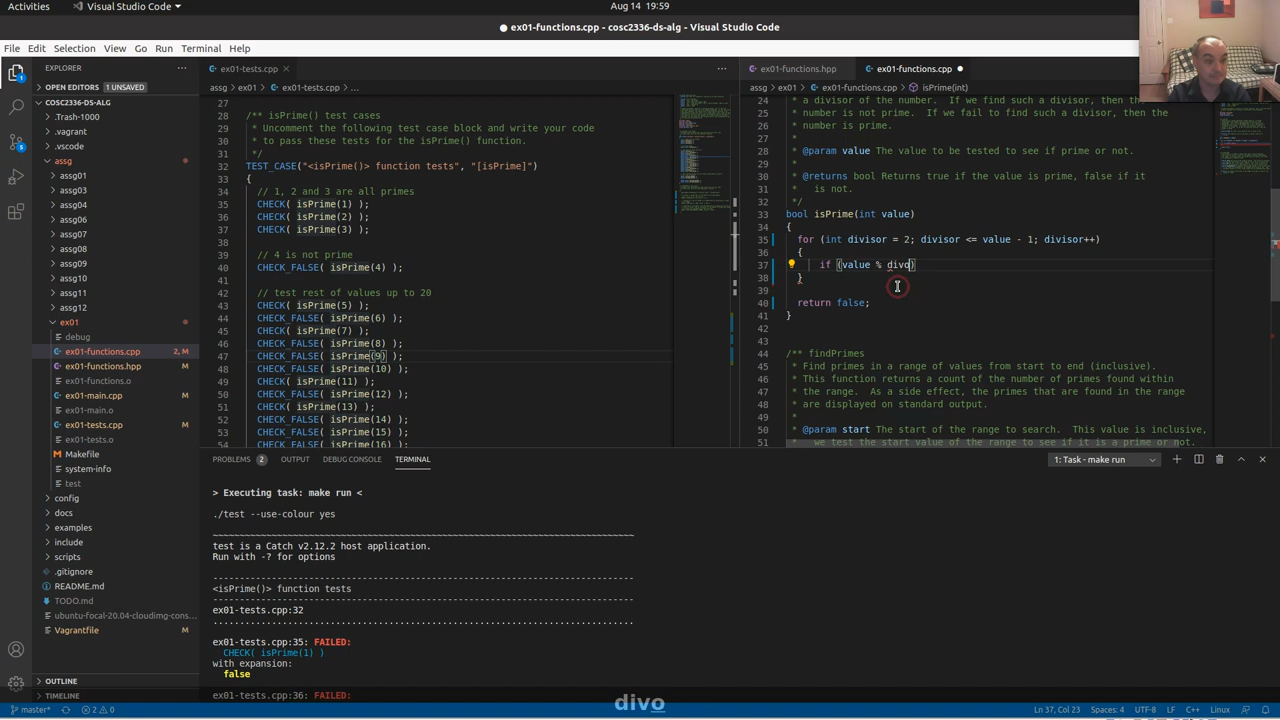 Activities
Visual Studio Code
Aug 14 19:59
ex01-functions.cpp - cosc2336-ds-alg - Visual Studio Code
File Edit Selection View Go Run Terminal Help
EXPLORER
OPEN EDITORS 1 UNSAVED
COSC2336-DS-ALG
.Trash-1000
.vagrant
.vscode
assg
assg01
assg03
assg04
assg06
assg07
assg08
assg09
assg10
assg11
assg12
ex01
debug
ex01-functions.cpp 2, M
ex01-functions.hpp M
ex01-functions.o
ex01-main.cpp M
ex01-main.o
ex01-tests.cpp M
ex01-tests.o
Makefile
system-info
test
config
docs
examples
include
scripts
.gitignore
README.md
TODO.md
ubuntu-focal-20.04-cloudimg-cons...
Vagrantfile M
OUTLINE
TIMELINE
ex01-tests.cpp
assg > ex01 > ex01-tests.cpp > ...
27
28 /** isPrime() test cases
29 * Uncomment the following test case block and write your code
30 * to pass these tests for the isPrime() function.
31 */
32 TEST_CASE("<isPrime()> function tests", "[isPrime]")
33 {
34 // 1, 2 and 3 are all primes
35 CHECK( isPrime(1) );
36 CHECK( isPrime(2) );
37 CHECK( isPrime(3) );
38
39 // 4 is not prime
40 CHECK_FALSE( isPrime(4) );
41
42 // test rest of values up to 20
43 CHECK( isPrime(5) );
44 CHECK_FALSE( isPrime(6) );
45 CHECK( isPrime(7) );
46 CHECK_FALSE( isPrime(8) );
47 CHECK_FALSE( isPrime(9) );
48 CHECK_FALSE( isPrime(10) );
49 CHECK( isPrime(11) );
50 CHECK_FALSE( isPrime(12) );
51 CHECK( isPrime(13) );
52 CHECK_FALSE( isPrime(14) );
53 CHECK_FALSE( isPrime(15) );
54 CHECK_FALSE( isPrime(16) );
ex01-functions.hpp
ex01-functions.cpp
assg > ex01 > ex01-functions.cpp > isPrime(int)
24 * a divisor of the number. If we find such a divisor, then the
25 * number is not prime. If we fail to find such a divisor, then the
26 * number is prime.
27 *
28 * @param value The value to be tested to see if prime or not.
29 *
30 * @returns bool Returns true if the value is prime, false if it
31 * is not.
32 */
33 bool isPrime(int value)
34 {
35 for (int divisor = 2; divisor <= value - 1; divisor++)
36 {
37 if (value % divo)
38 }
39
40 return false;
41 }
42
43
44 /** findPrimes
45 * Find primes in a range of values from start to end (inclusive).
46 * This function returns a count of the number of primes found within
47 * the range. As a side effect, the primes that are found in the range
48 * are displayed on standard output.
49 *
50 * @param start The start of the range to search. This value is inclusive,
51 * we test the start value of the range to see if it is a prime or not.
PROBLEMS 2 OUTPUT DEBUG CONSOLE TERMINAL
1: Task - make run
> Executing task: make run <
./test --use-colour yes
~~~~~~~~~~~~~~~~~~~~~~~~~~~~~~~~~~~~~~~~~~~~~~~~~~~~~~~~~~~~~~~~~~~~~~~~~~~~~~~
test is a Catch v2.12.2 host application.
Run with -? for options
-------------------------------------------------------------------------------
<isPrime()> function tests
-------------------------------------------------------------------------------
ex01-tests.cpp:32
...............................................................................
ex01-tests.cpp:35: FAILED:
CHECK( isPrime(1) )
with expansion:
false
ex01-tests.cpp:36: FAILED:
divo
master*
2 0
Ln 37, Col 23 Spaces: 4 UTF-8 LF C++ Linux